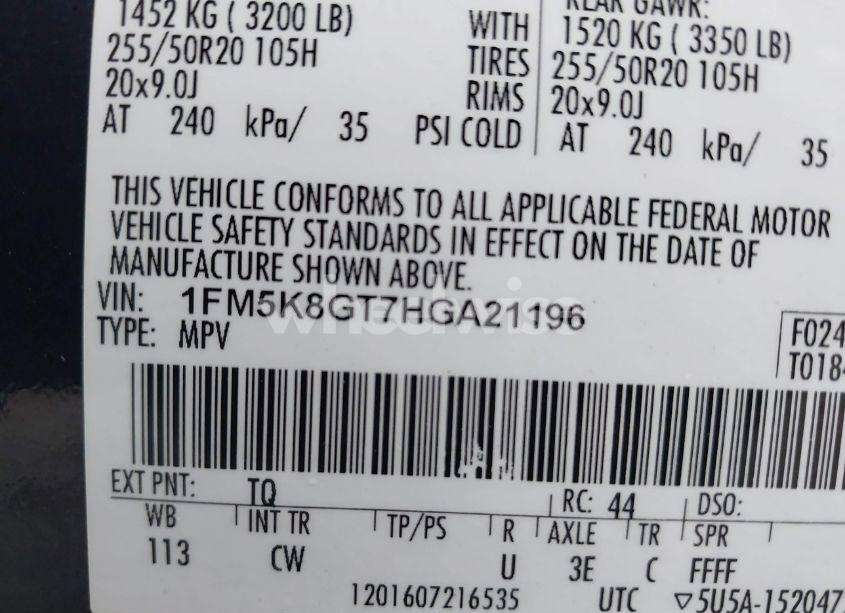 1452 KG ( 3200 LB) WITH 1520 KG ( 3350 LB)
255/50R20 105H TIRES 255/50R20 105H
20x9.0J RIMS 20x9.0J
AT 240 kPa/ 35 PSI COLD AT 240 kPa/ 35
THIS VEHICLE CONFORMS TO ALL APPLICABLE FEDERAL MOTOR
VEHICLE SAFETY STANDARDS IN EFFECT ON THE DATE OF
MANUFACTURE SHOWN ABOVE.
VIN: 1FM5K8GT7HGA21196
TYPE: MPV
F024
T0184
EXT PNT: TQ RC: 44 DSO:
WB INT TR TP/PS R AXLE TR SPR
113 CW U 3E C FFFF
1201607216535 UTC ▽5U5A-152047